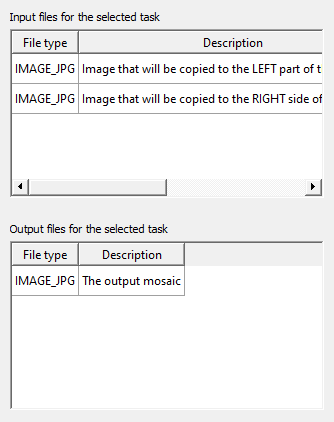 Input files for the selected task
File type Description
IMAGE_JPG Image that will be copied to the LEFT part of t
IMAGE_JPG Image that will be copied to the RIGHT side of
Output files for the selected task
File type Description
IMAGE_JPG The output mosaic